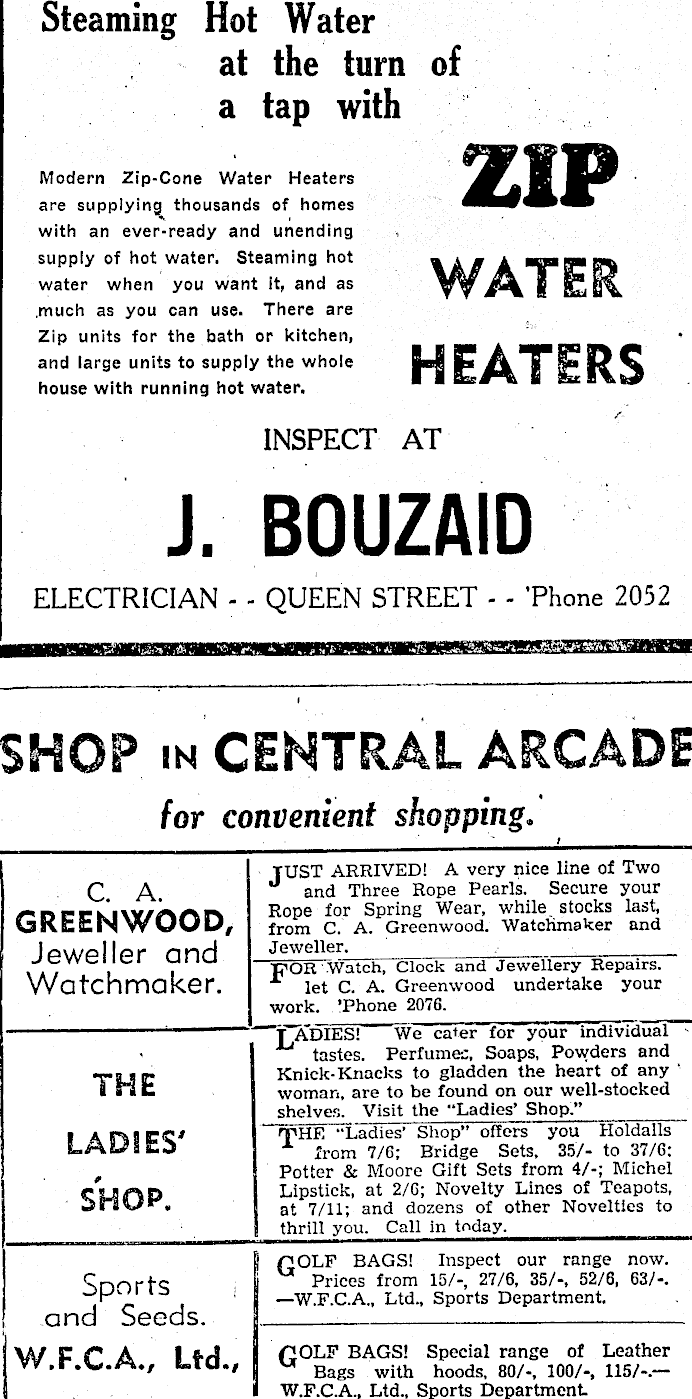 Steaming Hot Water
at the turn of
a tap with
Modern Zip-Cone Water Heaters
are supplying thousands of homes
with an ever-ready and unending
supply of hot water. Steaming hot
water when you want it, and as
much as you can use. There are
Zip units for the bath or kitchen,
and large units to supply the whole
house with running hot water.
ZIP
WATER
HEATERS
INSPECT AT
J. BOUZAID
ELECTRICIAN - - QUEEN STREET - - 'Phone 2052
SHOP IN CENTRAL ARCADE
for convenient shopping.
C. A.
GREENWOOD,
Jeweller and
Watchmaker.
JUST ARRIVED! A very nice line of Two
and Three Rope Pearls. Secure your
Rope for Spring Wear, while stocks last,
from C. A. Greenwood. Watchmaker and
Jeweller.
FOR Watch, Clock and Jewellery Repairs.
let C. A. Greenwood undertake your
work. 'Phone 2076.
THE
LADIES'
SHOP.
LADIES! We cater for your individual
tastes. Perfumes, Soaps, Powders and
Knick-Knacks to gladden the heart of any
woman, are to be found on our well-stocked
shelves. Visit the "Ladies' Shop."
THE "Ladies' Shop" offers you Holdalls
from 7/6; Bridge Sets, 35/- to 37/6;
Potter & Moore Gift Sets from 4/-; Michel
Lipstick, at 2/6; Novelty Lines of Teapots,
at 7/11; and dozens of other Novelties to
thrill you. Call in today.
Sports
and Seeds.
W.F.C.A., Ltd.,
GOLF BAGS! Inspect our range now.
Prices from 15/-, 27/6, 35/-, 52/6, 63/-.
—W.F.C.A., Ltd., Sports Department.
GOLF BAGS! Special range of Leather
Bags with hoods, 80/-, 100/-, 115/-.—
W.F.C.A., Ltd., Sports Department.